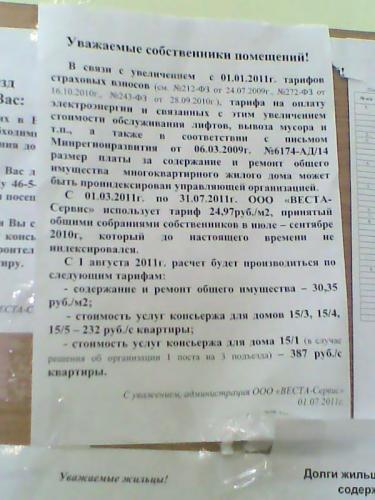 Уважаемые собственники помещений!
В связи с увеличением с 01.01.2011г. тарифов
страховых взносов (см. №212-ФЗ от 24.07.2009г., №272-ФЗ от
16.10.2010г., №243-ФЗ от 28.09.2010г.), тарифа на оплату
электроэнергии и связанных с этим увеличением
стоимости обслуживания лифтов, вывоза мусора и
т.п., а также в соответствии с письмом
Минрегионразвития от 06.03.2009г. №6174-АД/14
размер платы за содержание и ремонт общего
имущества многоквартирного жилого дома может
быть проиндексирован управляющей организацией.
С 01.03.2011г. по 31.07.2011г. ООО «ВЕСТА-
Сервис» использует тариф 24,97руб./м2, принятый
общими собраниями собственников в июле – сентябре
2010г, который до настоящего времени не
индексировался.
С 1 августа 2011г. расчет будет производиться по
следующим тарифам:
- содержание и ремонт общего имущества – 30,35
руб./м2;
- стоимость услуг консьержа для домов 15/3, 15/4,
15/5 – 232 руб./с квартиры;
- стоимость услуг консьержа для дома 15/1 (в случае
решения об организации 1 поста на 3 подъезда) – 387 руб./с
квартиры.
С уважением, администрация ООО «ВЕСТА-Сервис»
01.07.2011г.
Вас:
Вас
Уважаемые жильцы!
Долги жильц
содерж